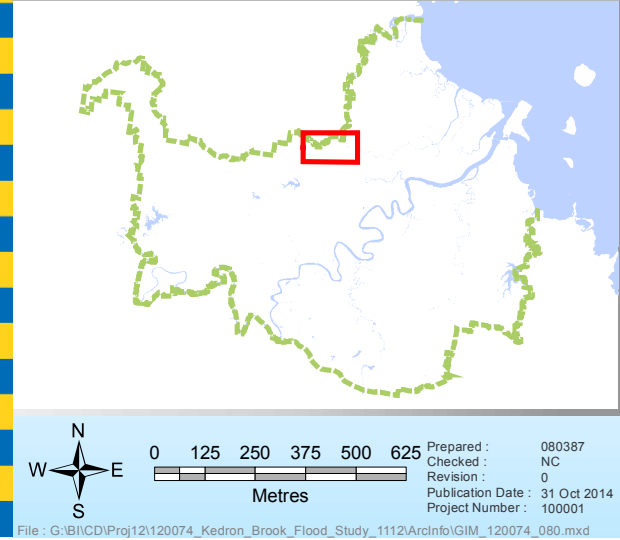 N
W E
S
0 125 250 375 500 625
Metres
Prepared : 080387
Checked : NC
Revision : 0
Publication Date : 31 Oct 2014
Project Number : 100001
File : G:\BI\CD\Proj12\120074_Kedron_Brook_Flood_Study_1112\ArcInfo\GIM_120074_080.mxd